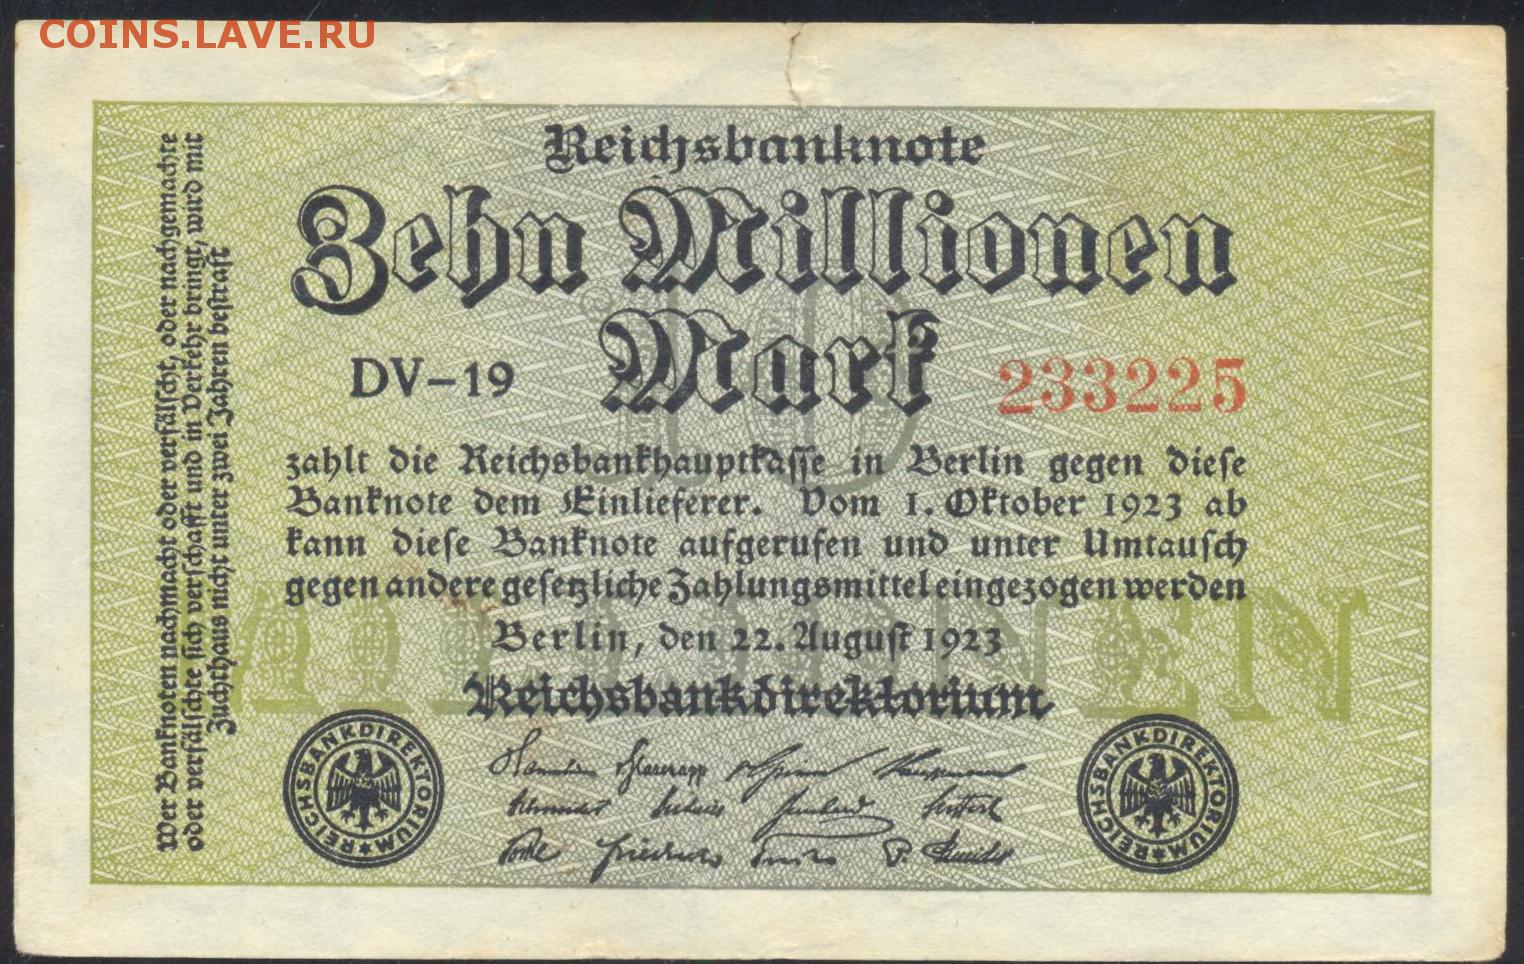 COINS.LAVE.RU
Reichsbanknote
Zehn Millionen
Mark
10
DV-19
233225
zahlt die Reichsbankhauptkasse in Berlin gegen diese
Banknote dem Einlieferer. Vom 1. Oktober 1923 ab
kann diese Banknote aufgerufen und unter Umtausch
gegen andere gesetzliche Zahlungsmittel eingezogen werden
MILLIONEN
Berlin, den 22. August 1923
Reichsbankdirektorium
REICHSBANKDIREKTORIUM
REICHSBANKDIREKTORIUM
Wer Banknoten nachmacht oder verfälscht, oder nachgemachte
oder verfälschte sich verschafft und in Verkehr bringt, wird mit
Zuchthaus nicht unter zwei Jahren bestraft